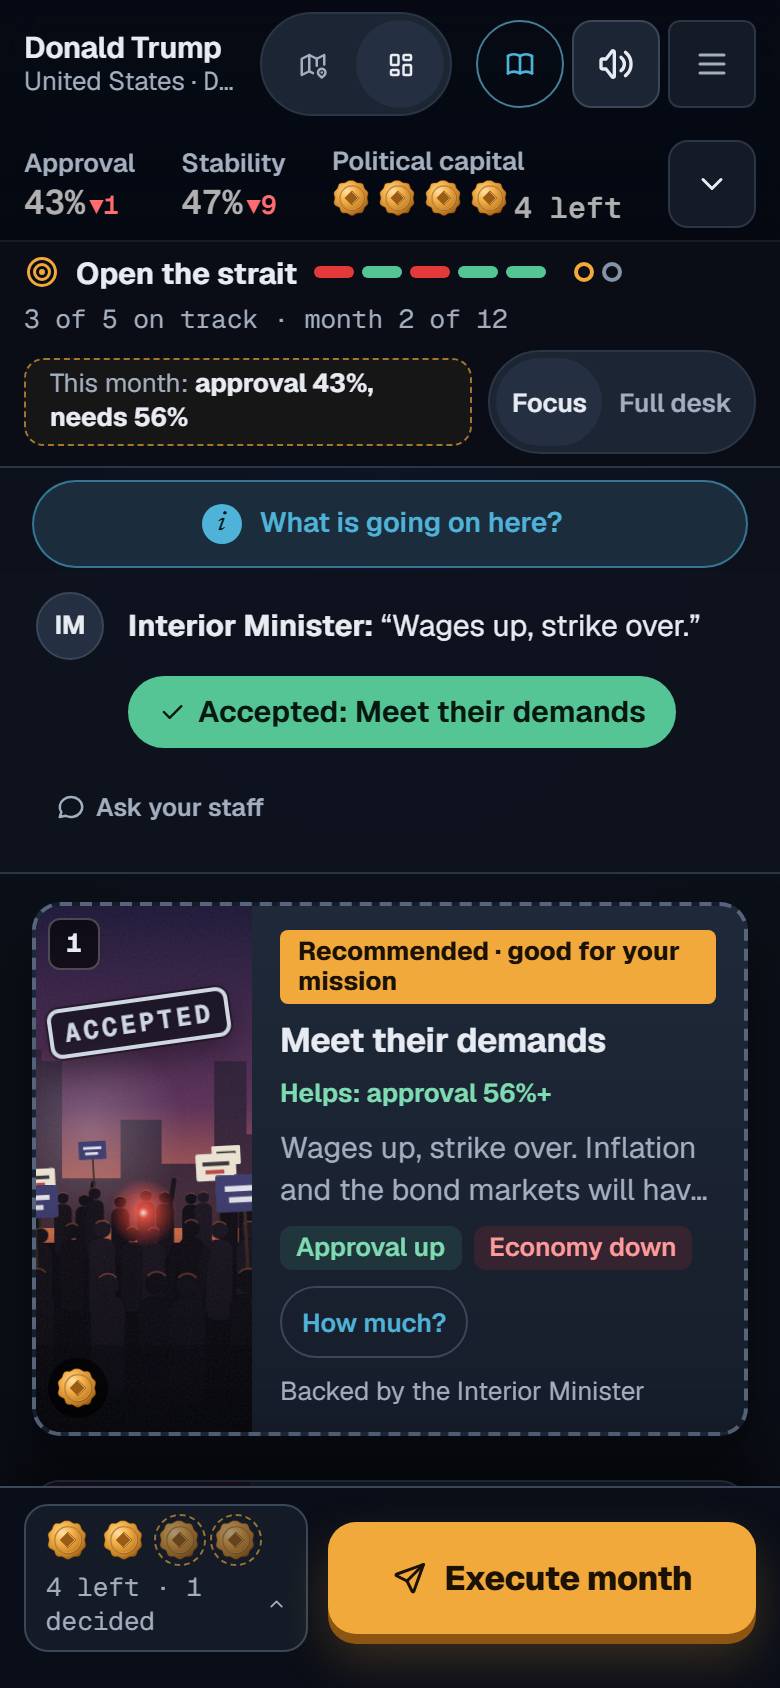 Donald Trump
United States · D…
Approval
43%▾1
Stability
47%▾9
Political capital
4 left
Open the strait
3 of 5 on track · month 2 of 12
This month: approval 43%,
needs 56%
Focus
Full desk
i What is going on here?
IM
Interior Minister: “Wages up, strike over.”
Accepted: Meet their demands
Ask your staff
1
ACCEPTED
Recommended · good for your
mission
Meet their demands
Helps: approval 56%+
Wages up, strike over. Inflation
and the bond markets will hav…
Approval up
Economy down
How much?
Backed by the Interior Minister
4 left · 1
decided
Execute month